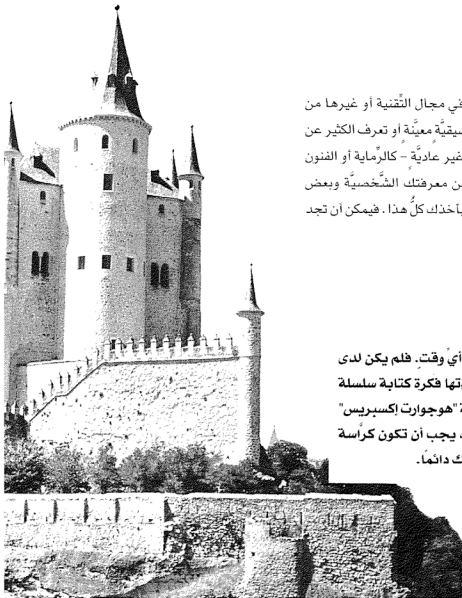 في مجال التِّقنية أو غيرها من
سيقيَّةٍ معيَّنةٍ أو تعرف الكثير عن
غير عاديَّةٍ – كالرِّماية أو الفنون
ن معرفتك الشَّخصيَّة وبعض
يأخذك كلُّ هذا. فيمكن أن تجد
أيِّ وقتٍ. فلم يكن لدى
وتها فكرة كتابة سلسلة
ة "هوجوارت إكسبريس"
يجب أن تكون كرَّاسة
ك دائمًا.